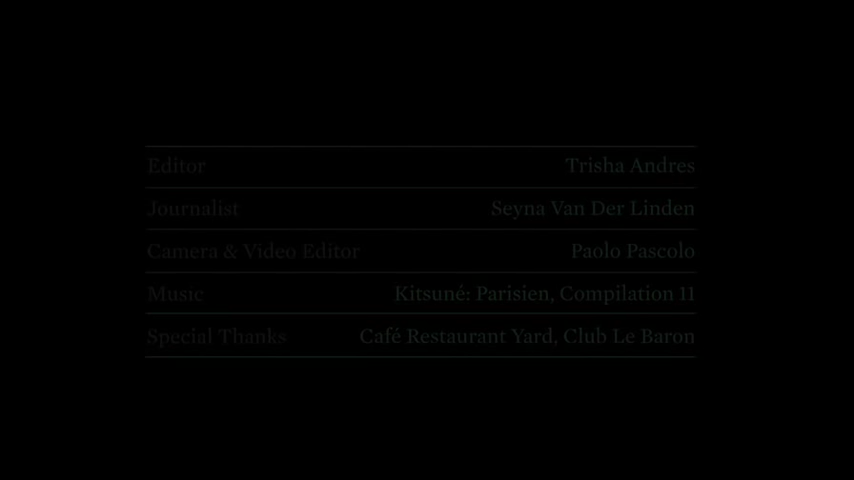 Editor Trisha Andres
Journalist Seyna Van Der Linden
Camera & Video Editor Paolo Pascolo
Music Kitsuné: Parisien, Compilation 11
Special Thanks Café Restaurant Yard, Club Le Baron